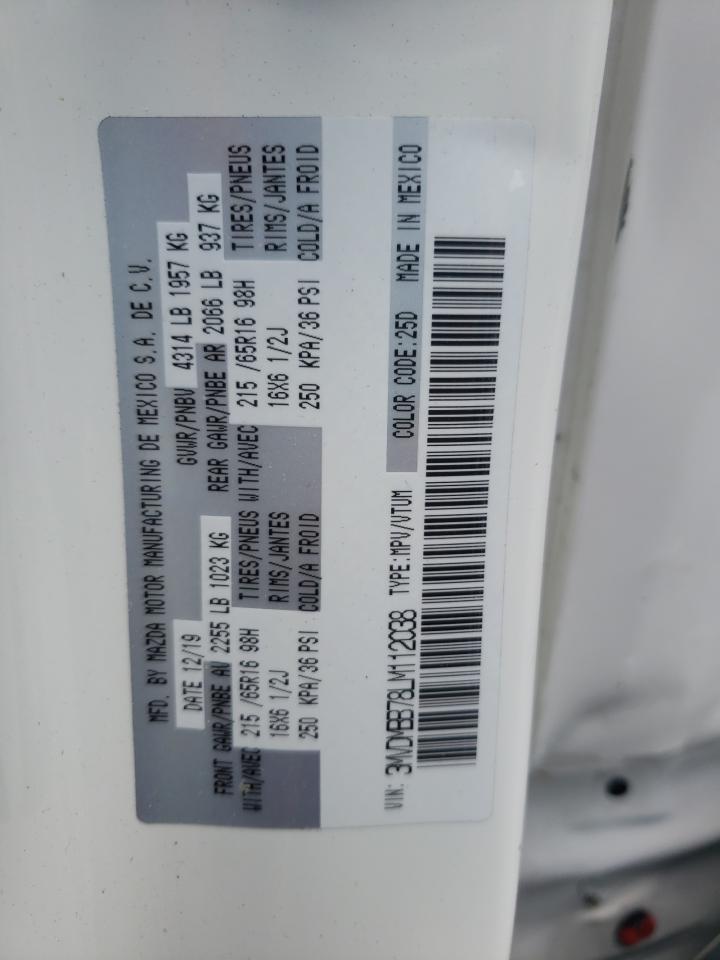 MFD. BY MAZDA MOTOR MANUFACTURING DE MEXICO S.A. DE C.V.
DATE 12/19 GVWR/PNBV 4314 LB 1957 KG
FRONT GAWR/PNBE AV 2255 LB 1023 KG REAR GAWR/PNBE AR 2066 LB 937 KG
WITH/AVEC 215 /65R16 98H TIRES/PNEUS WITH/AVEC 215 /65R16 98H TIRES/PNEUS
16X6 1/2J RIMS/JANTES 16X6 1/2J RIMS/JANTES
250 KPA/36 PSI COLD/A FROID 250 KPA/36 PSI COLD/A FROID
VIN: 3MVDMBB78LM112038 TYPE:MPV/VTUM COLOR CODE:25D MADE IN MEXICO